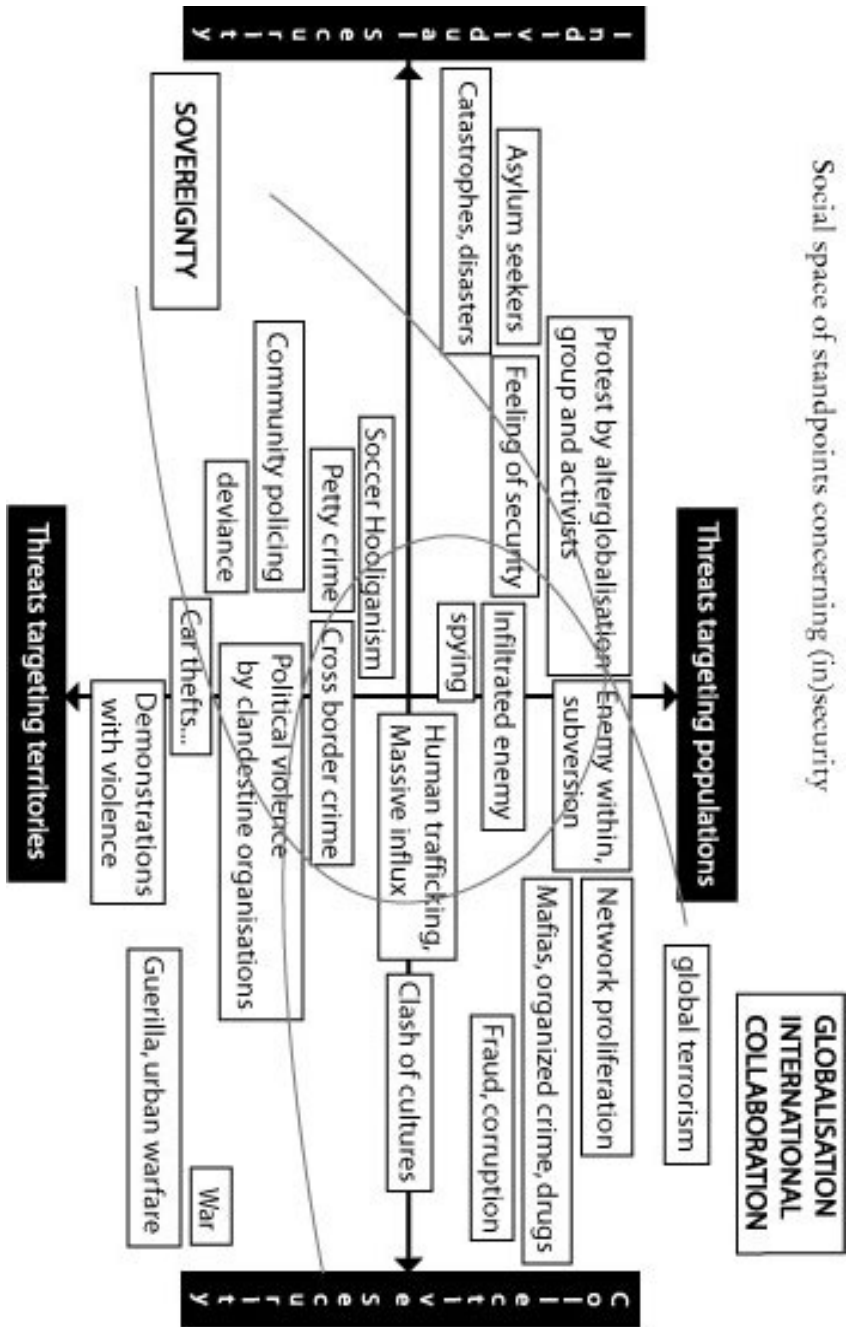 Social space of standpoints concerning (in)security
GLOBALISATION
INTERNATIONAL
COLLABORATION
Threats targeting populations
global terrorism
Protest by alterglobalisation
group and activists
Enemy within,
subversion
Network proliferation
Asylum seekers
Feeling of security
Infiltrated enemy
Mafias, organized crime, drugs
Catastrophes, disasters
spying
Fraud, corruption
Individual Security
Human trafficking,
Massive influx
Clash of cultures
Collective Security
Soccer Hooliganism
Petty crime
Cross border crime
Community policing
Political violence
by clandestine organisations
deviance
SOVEREIGNTY
Car thefts...
War
Demonstrations
with violence
Guerilla, urban warfare
Threats targeting territories